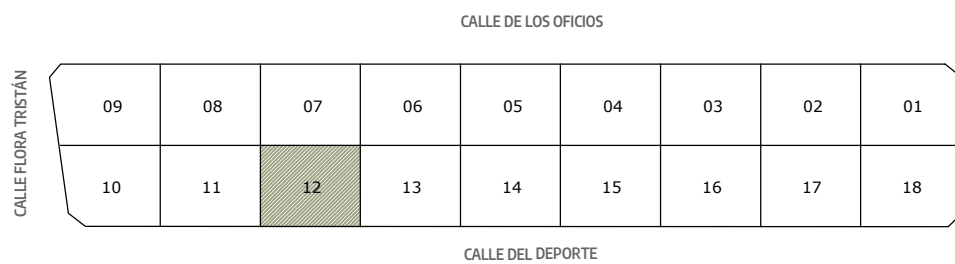 CALLE DE LOS OFICIOS
CALLE FLORA TRISTÁN
09 08 07 06 05 04 03 02 01
10 11 12 13 14 15 16 17 18
CALLE DEL DEPORTE